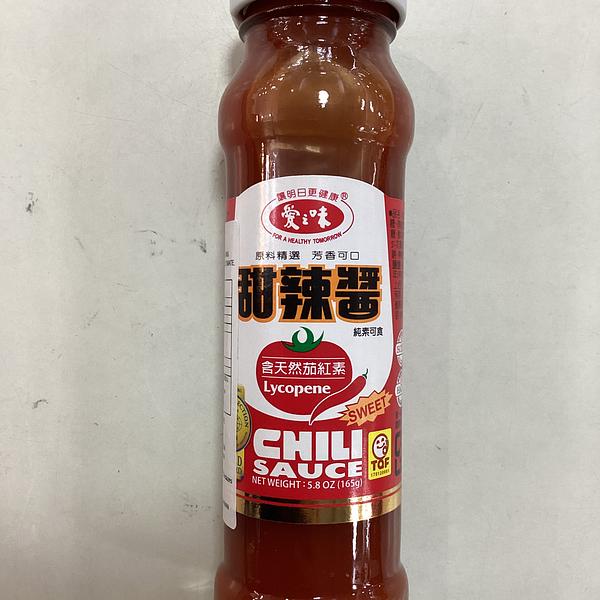 讓明日更健康®
愛之味
FOR A HEALTHY TOMORROW
原料精選 芳香可口
甜辣醬
純素可食
含天然茄紅素
Lycopene
SWEET
CHILI
SAUCE
NET WEIGHT : 5.8 OZ (165g)
TQF